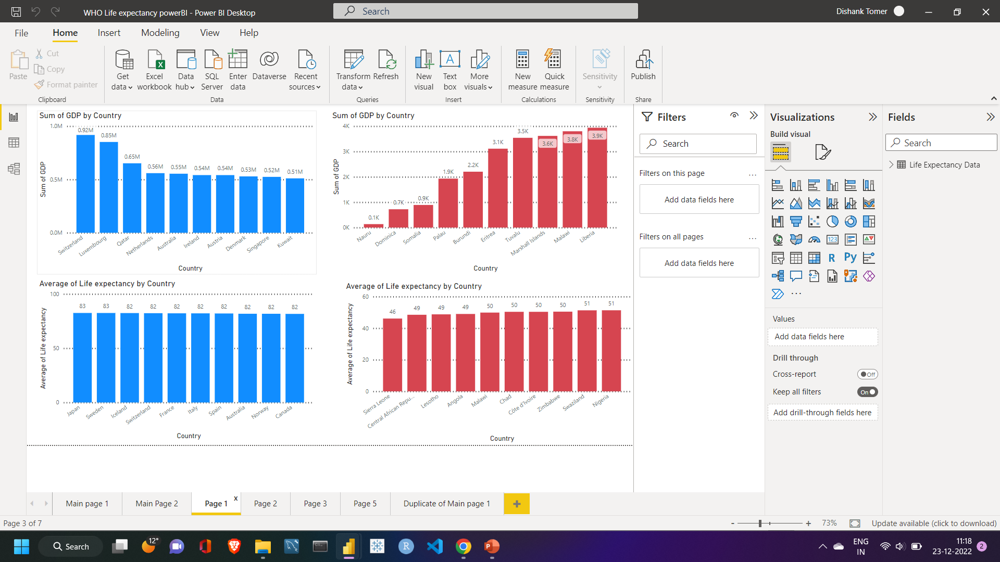 WHO Life expectancy powerBI - Power BI Desktop
Search
Dishank Tomer
File
Home
Insert
Modeling
View
Help
Paste
Cut
Copy
Format painter
Clipboard
Get data
Excel workbook
Data hub
SQL Server
Enter data
Dataverse
Recent sources
Data
Transform data
Refresh
Queries
New visual
Text box
More visuals
Insert
New measure
Quick measure
Calculations
Sensitivity
Sensitivity
Publish
Share
Sum of GDP by Country
Sum of GDP
1.0M
0.5M
0.0M
0.92M
0.85M
0.65M
0.56M
0.55M
0.54M
0.54M
0.53M
0.52M
0.51M
Switzerland
Luxembourg
Qatar
Netherlands
Australia
Ireland
Austria
Denmark
Singapore
Kuwait
Country
Sum of GDP by Country
Sum of GDP
4K
3K
2K
1K
0K
0.1K
0.7K
0.9K
1.9K
2.2K
3.1K
3.5K
3.6K
3.8K
3.9K
Nauru
Dominica
Somalia
Palau
Burundi
Eritrea
Tuvalu
Marshall Islands
Malawi
Liberia
Country
Average of Life expectancy by Country
Average of Life expectancy
100
50
0
83
83
82
82
82
82
82
82
82
82
Japan
Sweden
Iceland
Switzerland
France
Italy
Spain
Australia
Norway
Canada
Country
Average of Life expectancy by Country
Average of Life expectancy
60
40
20
0
46
49
49
49
50
50
50
50
51
51
Sierra Leone
Central African Repu...
Lesotho
Angola
Malawi
Chad
Côte d'Ivoire
Zimbabwe
Swaziland
Nigeria
Country
Filters
Search
Filters on this page
...
Add data fields here
Filters on all pages
...
Add data fields here
Visualizations
Build visual
123
R
Py
...
Values
Add data fields here
Drill through
Cross-report
Off
Keep all filters
On
Add drill-through fields here
Fields
Search
Life Expectancy Data
Main page 1
Main Page 2
Page 1
x
Page 2
Page 3
Page 5
Duplicate of Main page 1
+
Page 3 of 7
-
+
73%
Update available (click to download)
Search
12°
R
P
ENG
IN
11:18
23-12-2022
2